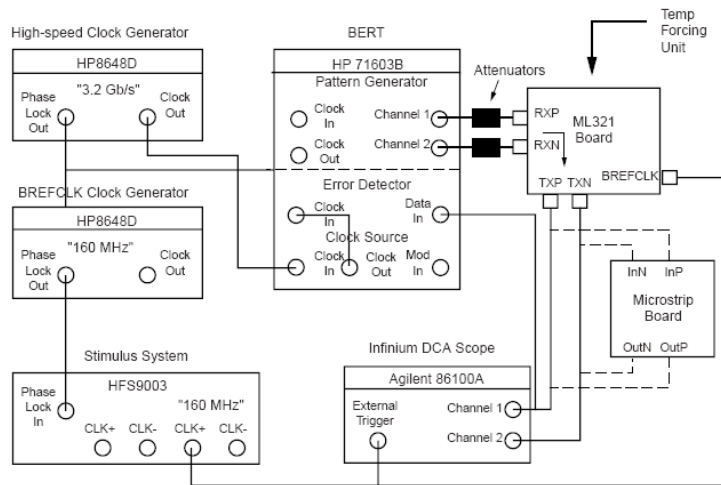 High-speed Clock Generator
HP8648D
"3.2 Gb/s"
Phase
Lock
Out
Clock
Out
BERT
HP 71603B
Pattern Generator
Clock
In
Channel 1
Clock
Out
Channel 2
Error Detector
Clock
In
Data
In
Clock Source
Clock
In
Clock
Out
Mod
In
Attenuators
Temp
Forcing
Unit
RXP
RXN
ML321
Board
TXP
TXN
BREFCLK
BREFCLK Clock Generator
HP8648D
"160 MHz"
Phase
Lock
Out
Clock
Out
InN
InP
Microstrip
Board
OutN
OutP
Stimulus System
HFS9003
"160 MHz"
Phase
Lock
In
CLK+
CLK-
CLK+
CLK-
Infinium DCA Scope
Agilent 86100A
External
Trigger
Channel 1
Channel 2